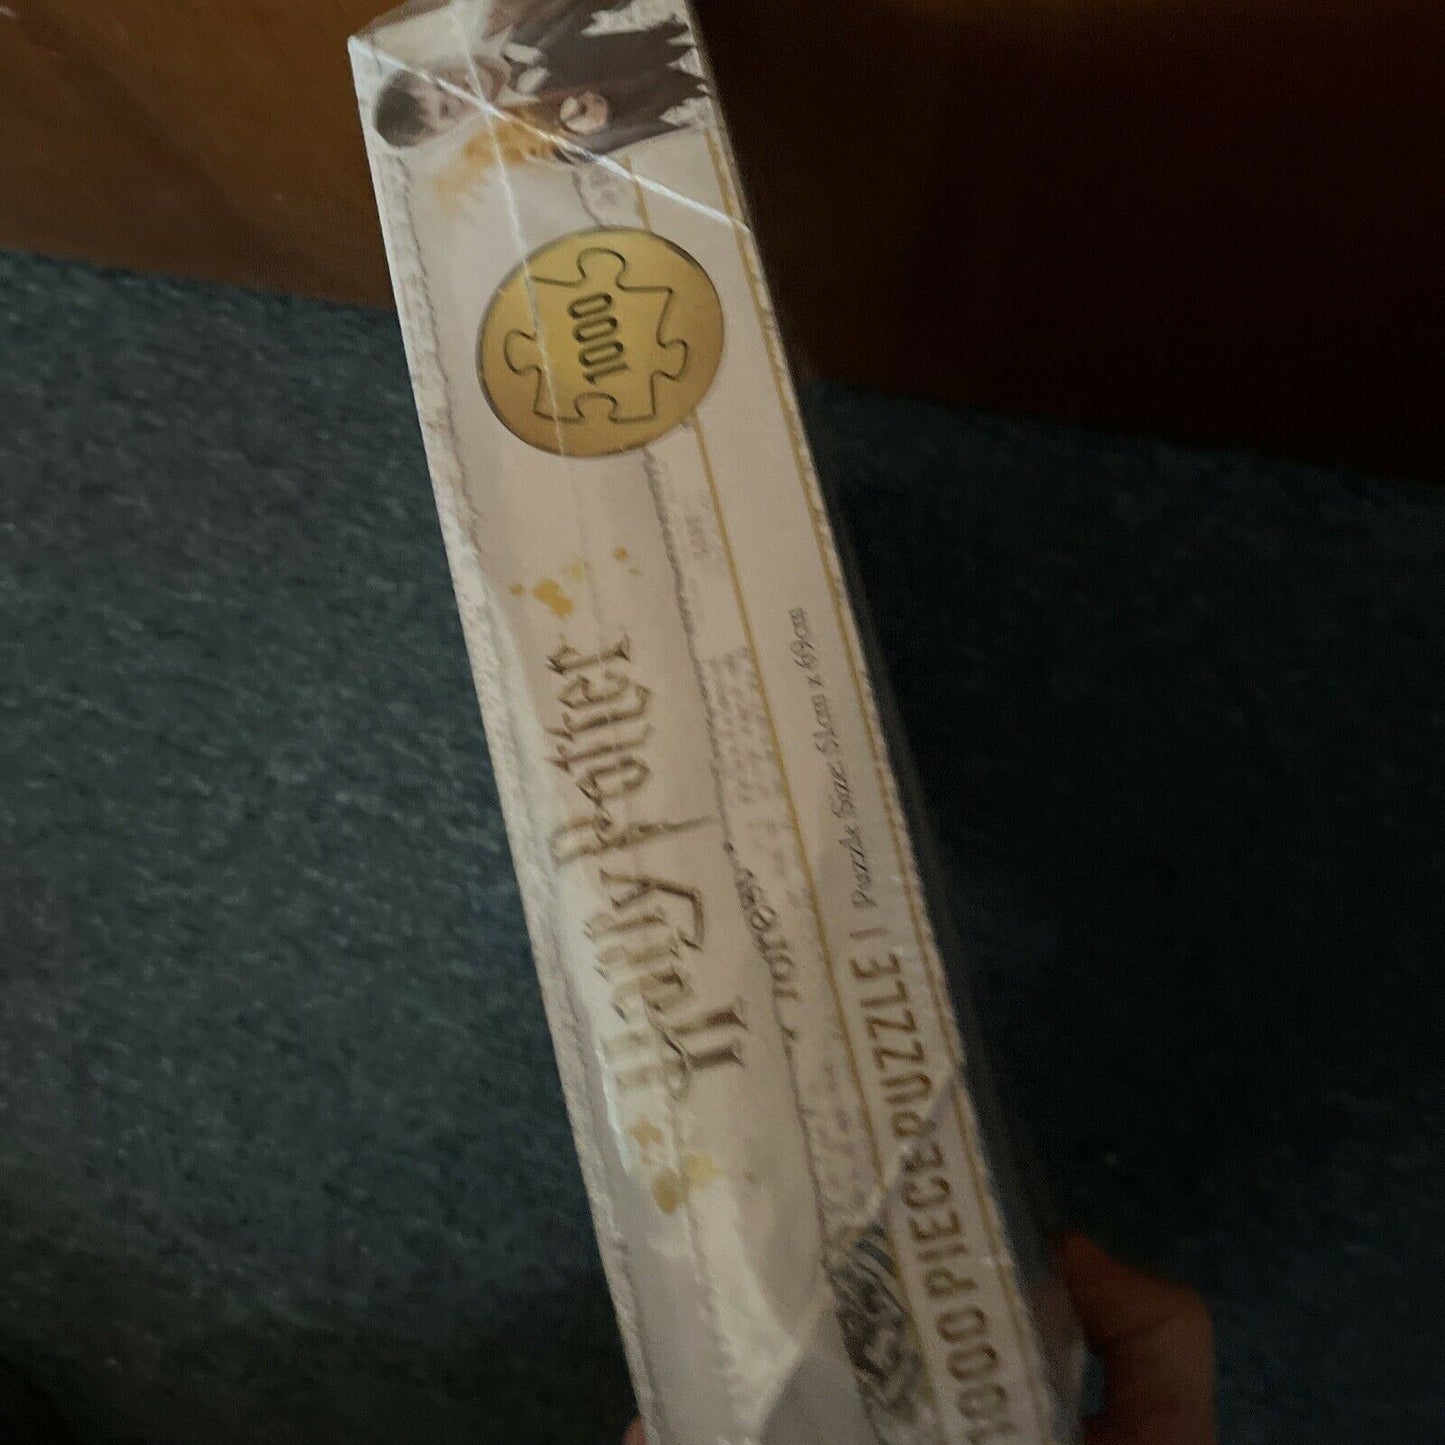 1000
Harry Potter
1000 PIECE PUZZLE | Puzzle Size: 51cm x 69cm